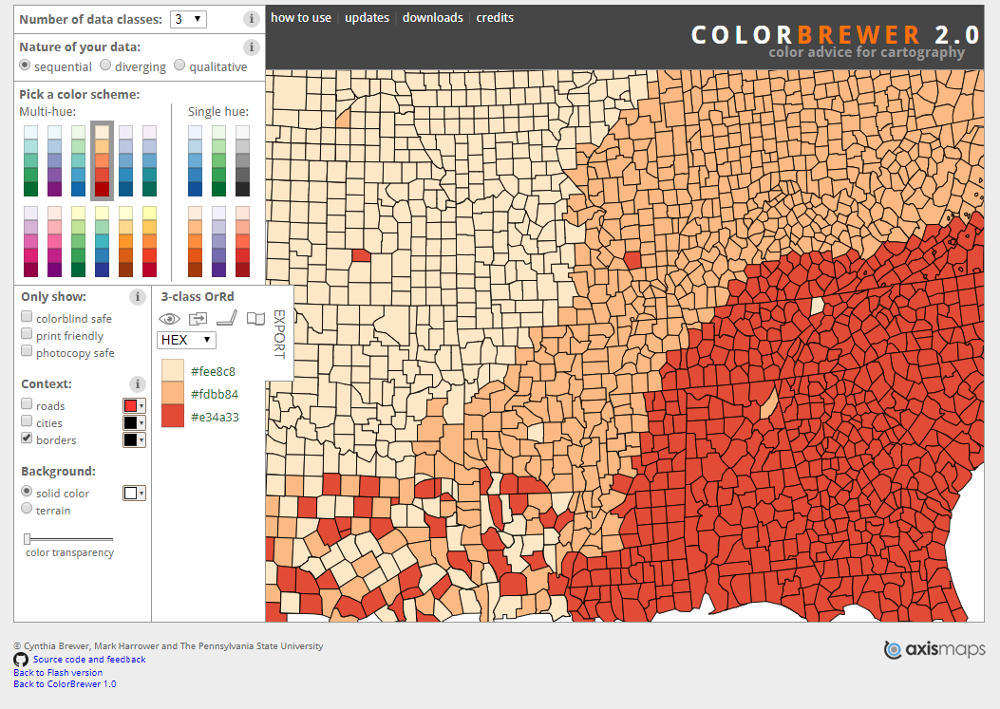 Number of data classes: 3 i
how to use | updates | downloads | credits
COLORBREWER 2.0
color advice for cartography
Nature of your data: i
sequential diverging qualitative
Pick a color scheme:
Multi-hue: Single hue:
Only show: i
colorblind safe
print friendly
photocopy safe
Context: i
roads
cities
borders
Background:
solid color
terrain
color transparency
3-class OrRd
HEX
EXPORT
#fee8c8
#fdbb84
#e34a33
© Cynthia Brewer, Mark Harrower and The Pennsylvania State University
Source code and feedback
Back to Flash version
Back to ColorBrewer 1.0
axismaps